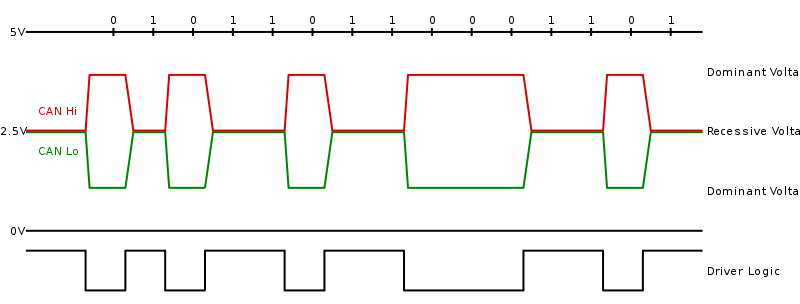 0 1 0 1 1 0 1 1 0 0 0 1 1 0 1
5V
Dominant Volta
CAN Hi
2.5V
Recessive Volta
CAN Lo
Dominant Volta
0V
Driver Logic